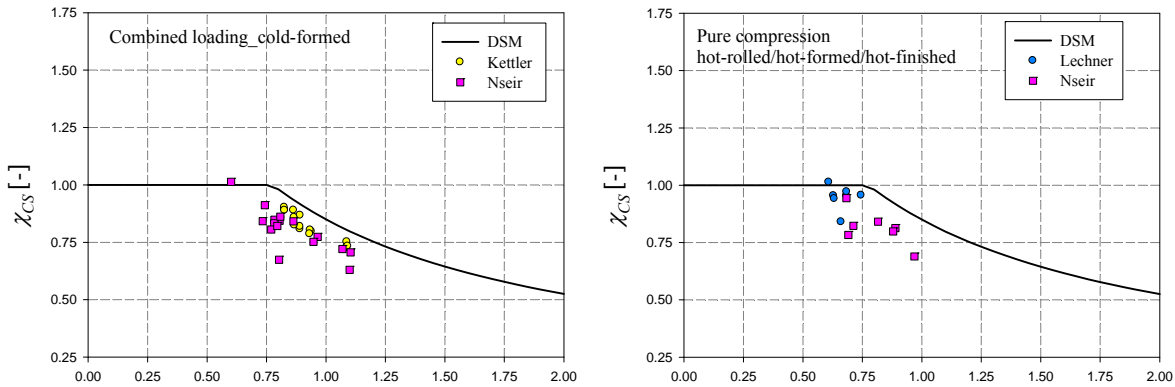 Combined loading_cold-formed
DSM
Kettler
Nseir
χCS [-]
1.75
1.50
1.25
1.00
0.75
0.50
0.25
0.00 0.25 0.50 0.75 1.00 1.25 1.50 1.75 2.00
Pure compression
hot-rolled/hot-formed/hot-finished
DSM
Lechner
Nseir
χCS [-]
1.75
1.50
1.25
1.00
0.75
0.50
0.25
0.00 0.25 0.50 0.75 1.00 1.25 1.50 1.75 2.00